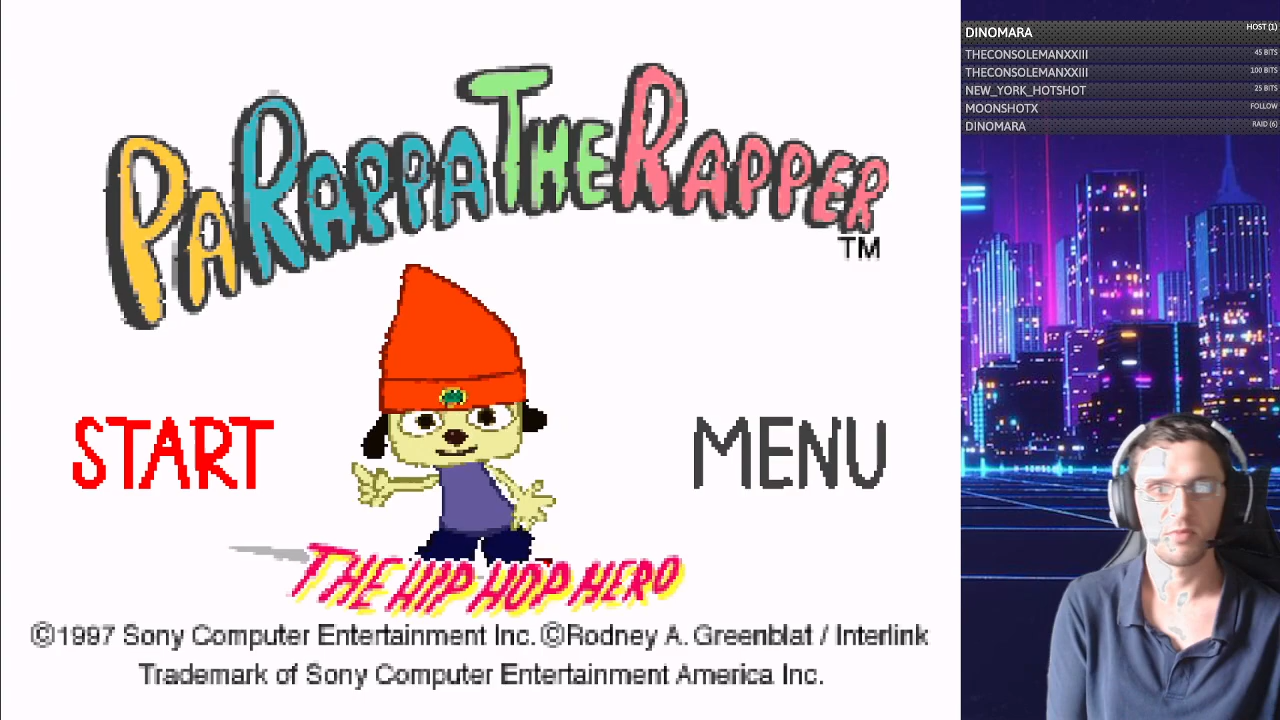 PARAPPA THE RAPPER
TM
START
MENU
THE HIP HOP HERO
©1997 Sony Computer Entertainment Inc. ©Rodney A. Greenblat / Interlink
Trademark of Sony Computer Entertainment America Inc.
DINOMARA HOST (1)
THECONSOLEMANXXIII 45 BITS
THECONSOLEMANXXIII 100 BITS
NEW_YORK_HOTSHOT 25 BITS
MOONSHOTX FOLLOW
DINOMARA RAID (6)